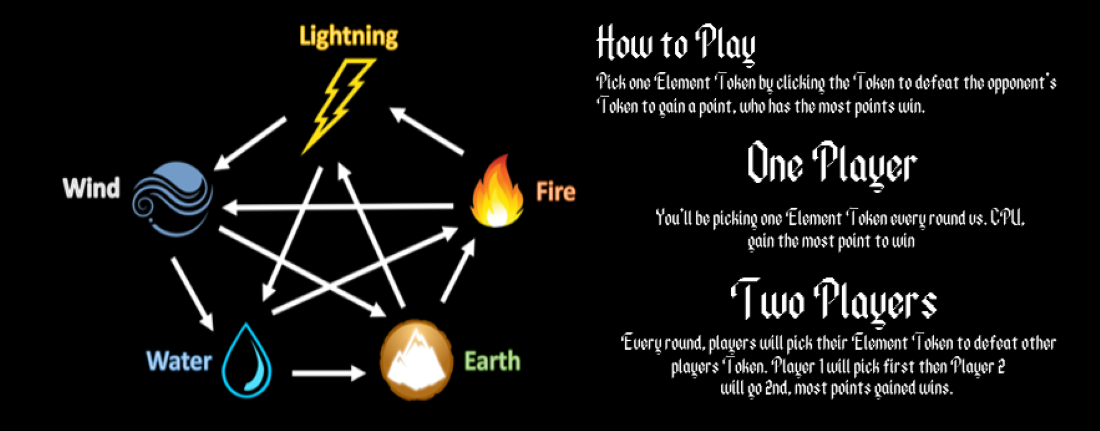 Lightning
Wind
Fire
Water
Earth
How to Play
Pick one Element Token by clicking the Token to defeat the opponent's
Token to gain a point, who has the most points win.
One Player
You'll be picking one Element Token every round vs. CPU,
gain the most point to win
Two Players
Every round, players will pick their Element Token to defeat other
players Token. Player 1 will pick first then Player 2
will go 2nd, most points gained wins.